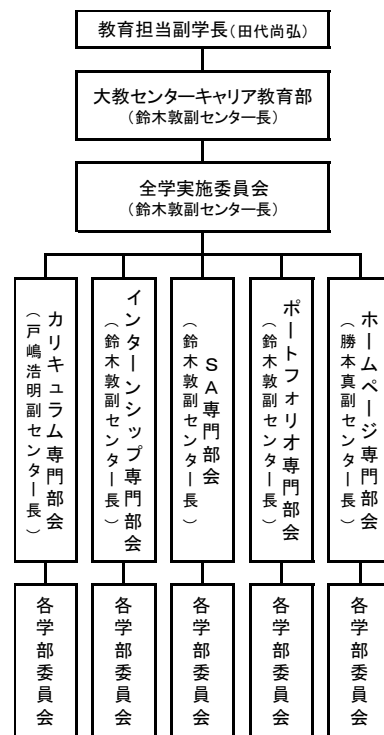 教育担当副学長(田代尚弘)
大教センターキャリア教育部
(鈴木敦副センター長)
全学実施委員会
(鈴木敦副センター長)
カリキュラム専門部会
(戸嶋浩明副センター長)
インターンシップ専門部会
(鈴木敦副センター長)
SA専門部会
(鈴木敦副センター長)
ポートフォリオ専門部会
(鈴木敦副センター長)
ホームページ専門部会
(勝本真副センター長)
各学部委員会
各学部委員会
各学部委員会
各学部委員会
各学部委員会